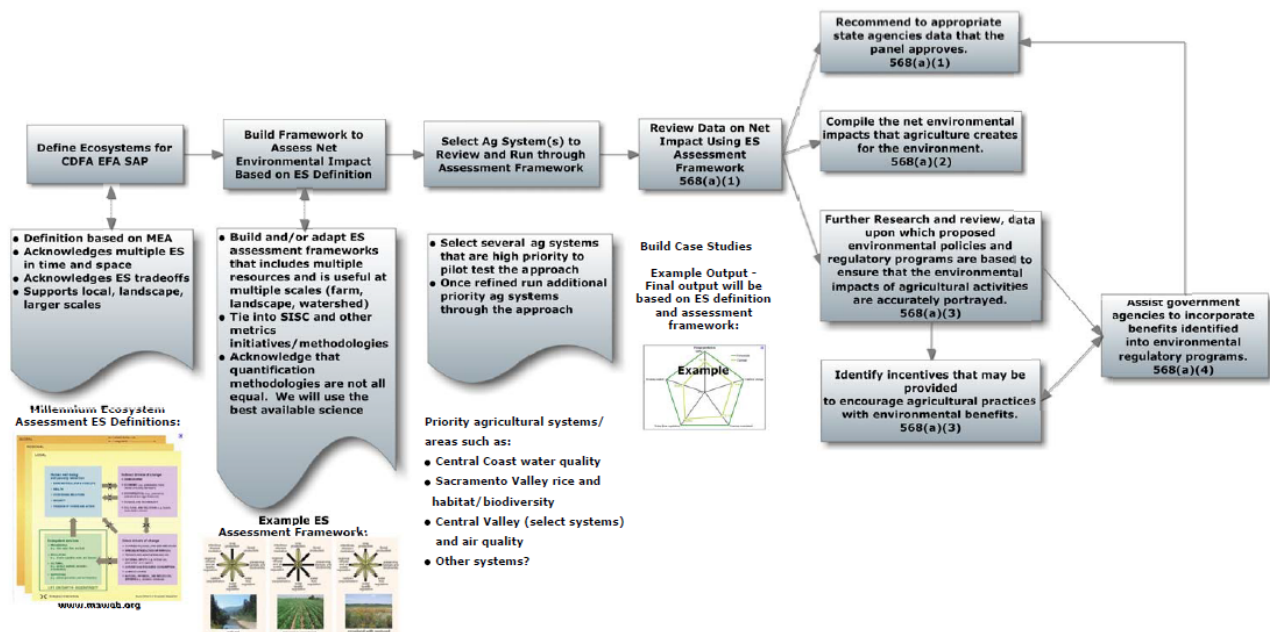 Define Ecosystems for
CDFA EFA SAP
Build Framework to
Assess Net
Environmental Impact
Based on ES Definition
Select Ag System(s) to
Review and Run through
Assessment Framework
Review Data on Net
Impact Using ES
Assessment
Framework
568(a)(1)
Recommend to appropriate
state agencies data that the
panel approves.
568(a)(1)
Compile the net environmental
impacts that agriculture creates
for the environment.
568(a)(2)
Further Research and review, data
upon which proposed
environmental policies and
regulatory programs are based to
ensure that the environmental
impacts of agricultural activities
are accurately portrayed.
568(a)(3)
Identify incentives that may be
provided
to encourage agricultural practices
with environmental benefits.
568(a)(3)
Assist government
agencies to incorporate
benefits identified
into environmental
regulatory programs.
568(a)(4)
● Definition based on MEA
● Acknowledges multiple ES
in time and space
● Acknowledges ES tradeoffs
● Supports local, landscape,
larger scales
Millennium Ecosystem
Assessment ES Definitions:
www.maweb.org
● Build and/or adapt ES
assessment frameworks
that includes multiple
resources and is useful at
multiple scales (farm,
landscape, watershed)
● Tie into SISC and other
metrics
initiatives/methodologies
● Acknowledge that
quantification
methodologies are not all
equal. We will use the
best available science
Example ES
Assessment Framework:
● Select several ag systems
that are high priority to
pilot test the approach
● Once refined run additional
priority ag systems
through the approach
Priority agricultural systems/
areas such as:
● Central Coast water quality
● Sacramento Valley rice and
habitat/biodiversity
● Central Valley (select systems)
and air quality
● Other systems?
Build Case Studies
Example Output -
Final output will be
based on ES definition
and assessment
framework:
Example